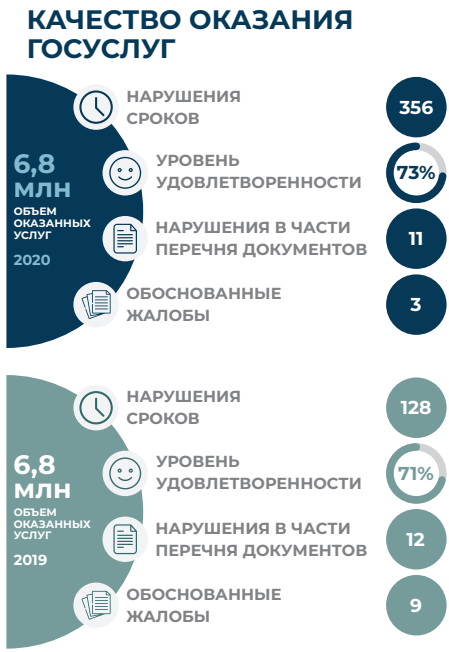 КАЧЕСТВО ОКАЗАНИЯ
ГОСУСЛУГ
НАРУШЕНИЯ
СРОКОВ
356
6,8
МЛН
ОБЪЕМ
ОКАЗАННЫХ
УСЛУГ
2020
УРОВЕНЬ
УДОВЛЕТВОРЕННОСТИ
73%
НАРУШЕНИЯ В ЧАСТИ
ПЕРЕЧНЯ ДОКУМЕНТОВ
11
ОБОСНОВАННЫЕ
ЖАЛОБЫ
3
НАРУШЕНИЯ
СРОКОВ
128
6,8
МЛН
ОБЪЕМ
ОКАЗАННЫХ
УСЛУГ
2019
УРОВЕНЬ
УДОВЛЕТВОРЕННОСТИ
71%
НАРУШЕНИЯ В ЧАСТИ
ПЕРЕЧНЯ ДОКУМЕНТОВ
12
ОБОСНОВАННЫЕ
ЖАЛОБЫ
9